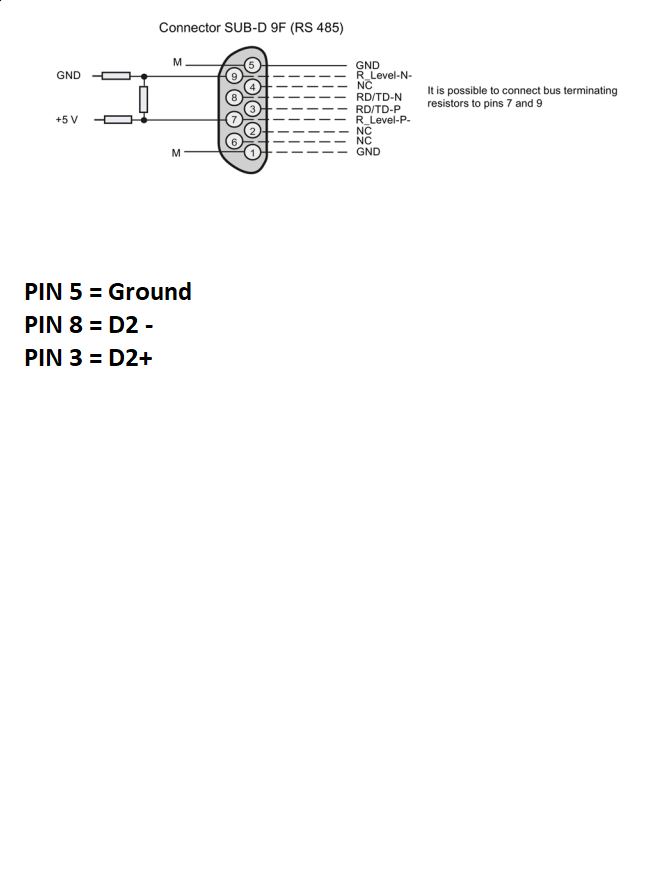 Connector SUB-D 9F (RS 485)
M
5
GND
GND
9
R_Level-N-
4
NC
It is possible to connect bus terminating
8
RD/TD-N
resistors to pins 7 and 9
3
RD/TD-P
+5 V
7
R_Level-P-
2
NC
6
NC
M
1
GND
PIN 5 = Ground
PIN 8 = D2 -
PIN 3 = D2+